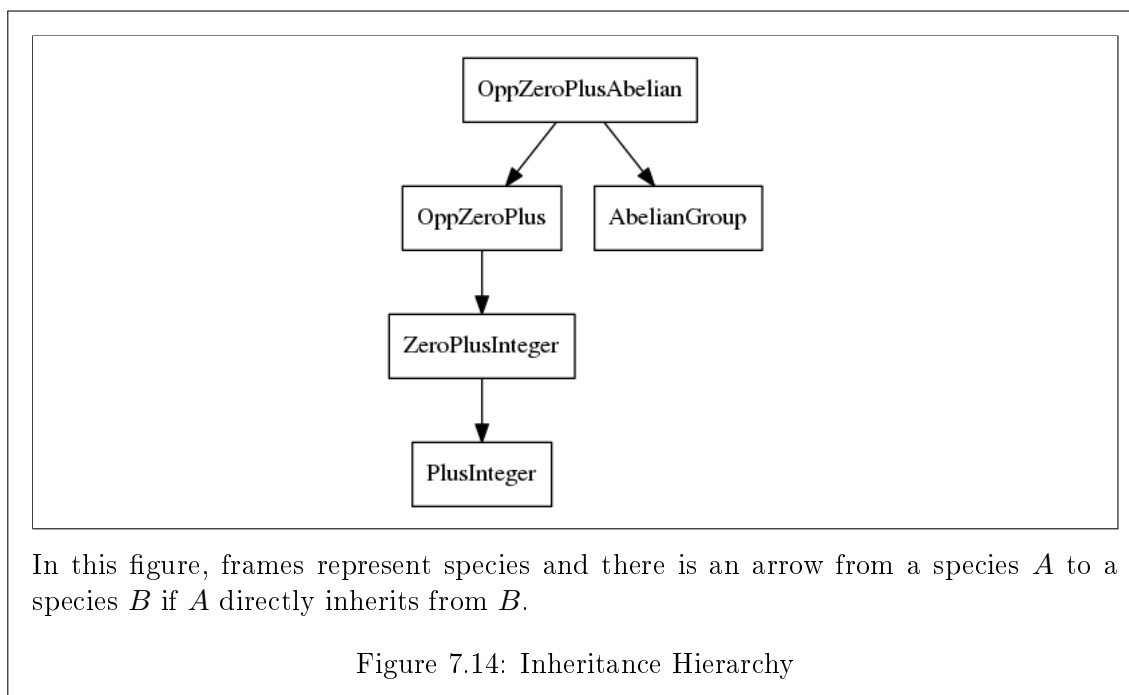 OppZeroPlusAbelian
OppZeroPlus
AbelianGroup
ZeroPlusInteger
PlusInteger
In this figure, frames represent species and there is an arrow from a species A to a
species B if A directly inherits from B.
Figure 7.14: Inheritance Hierarchy